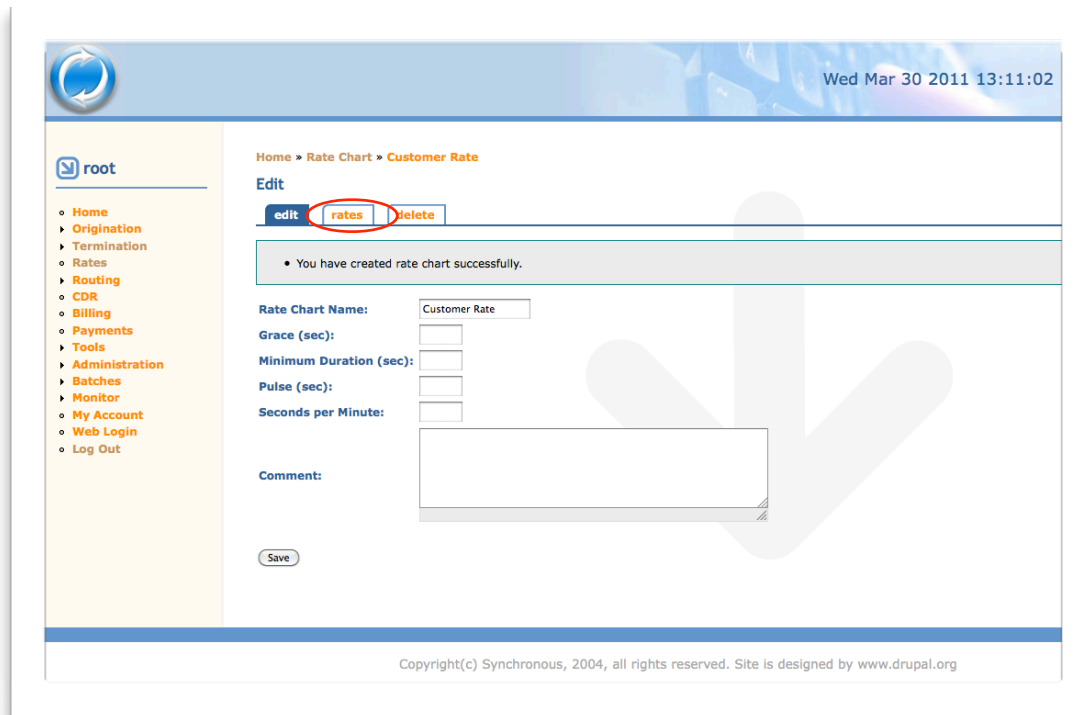 Wed Mar 30 2011 13:11:02
root
Home
Origination
Termination
Rates
Routing
CDR
Billing
Payments
Tools
Administration
Batches
Monitor
My Account
Web Login
Log Out
Home » Rate Chart » Customer Rate
Edit
edit rates delete
• You have created rate chart successfully.
Rate Chart Name: Customer Rate
Grace (sec):
Minimum Duration (sec):
Pulse (sec):
Seconds per Minute:
Comment:
Save
Copyright(c) Synchronous, 2004, all rights reserved. Site is designed by www.drupal.org